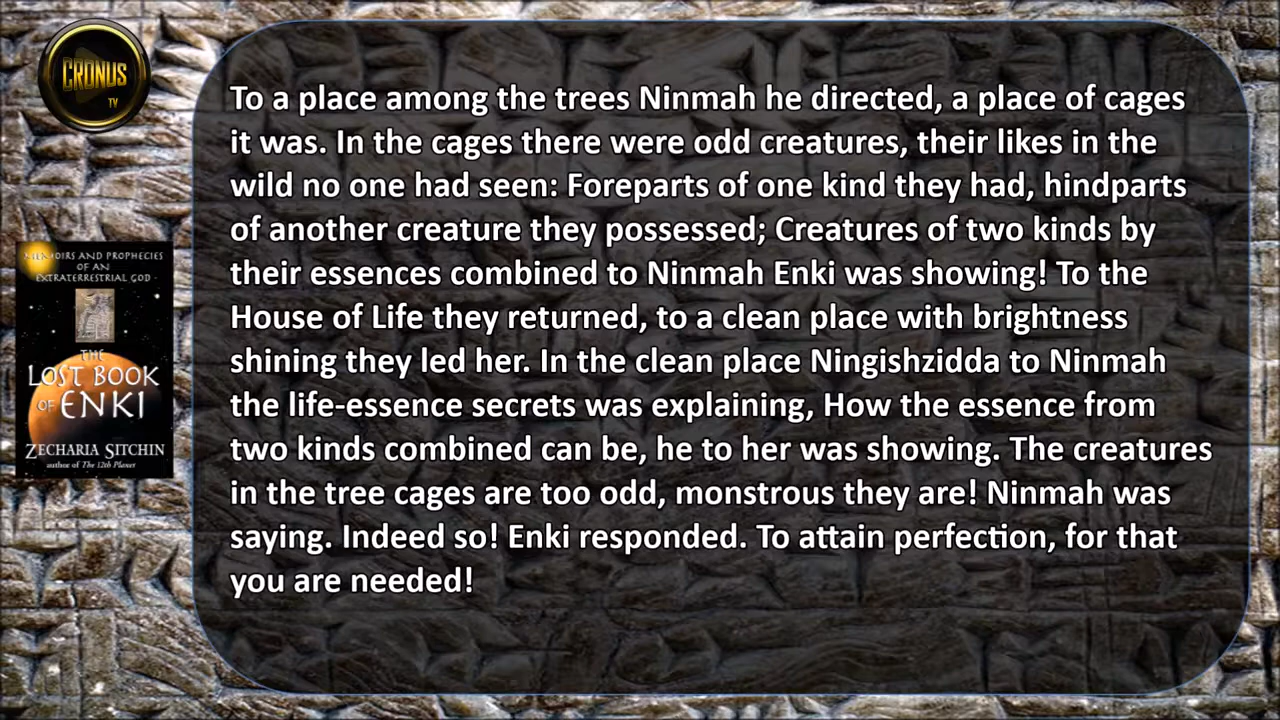 CRONUS
TV
To a place among the trees Ninmah he directed, a place of cages
it was. In the cages there were odd creatures, their likes in the
wild no one had seen: Foreparts of one kind they had, hindparts
of another creature they possessed; Creatures of two kinds by
their essences combined to Ninmah Enki was showing! To the
House of Life they returned, to a clean place with brightness
shining they led her. In the clean place Ningishzidda to Ninmah
the life-essence secrets was explaining, How the essence from
two kinds combined can be, he to her was showing. The creatures
in the tree cages are too odd, monstrous they are! Ninmah was
saying. Indeed so! Enki responded. To attain perfection, for that
you are needed!
MEMOIRS AND PROPHECIES
OF AN
EXTRATERRESTRIAL GOD
THE
LOST BOOK
OF ENKI
ZECHARIA SITCHIN
author of The 12th Planet